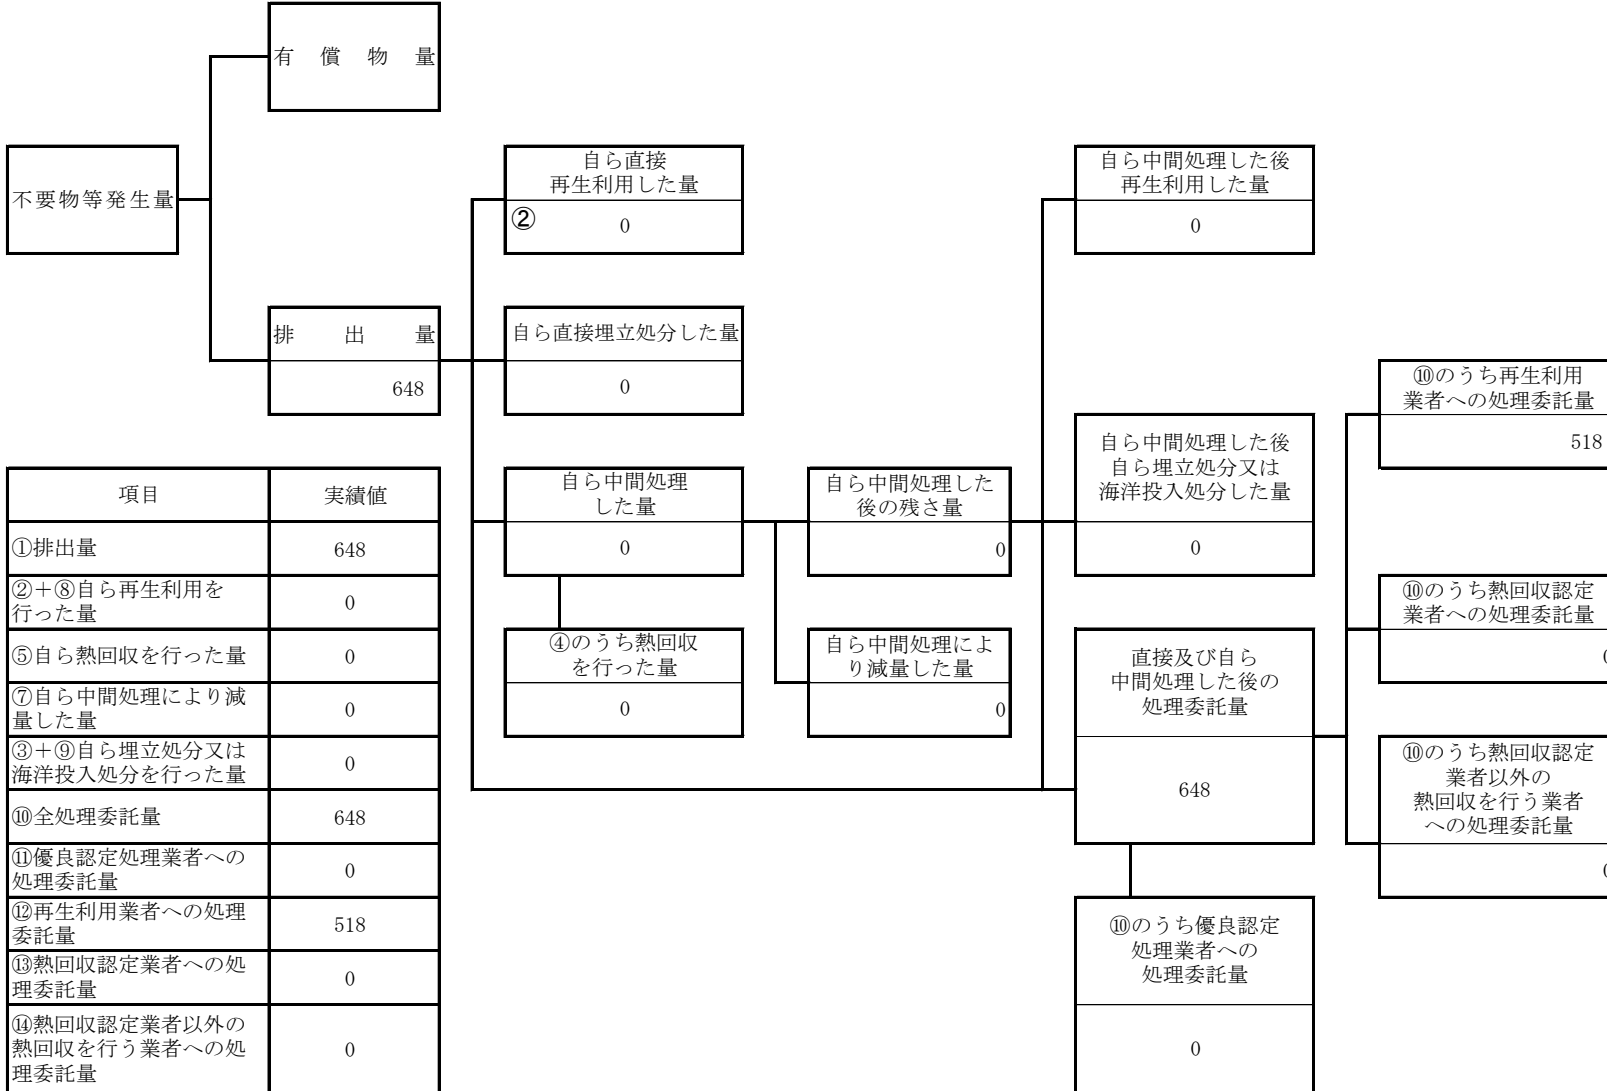 有償物量
不要物等発生量
自ら直接
再生利用した量
② 0
自ら中間処理した後
再生利用した量
0
排出量
648
自ら直接埋立処分した量
0
⑩のうち再生利用
業者への処理委託量
518
自ら中間処理
した量
0
自ら中間処理した
後の残さ量
0
自ら中間処理した後
自ら埋立処分又は
海洋投入処分した量
0
⑩のうち熱回収認定
業者への処理委託量
0
④のうち熱回収
を行った量
0
自ら中間処理によ
り減量した量
0
直接及び自ら
中間処理した後の
処理委託量
648
⑩のうち熱回収認定
業者以外の
熱回収を行う業者
への処理委託量
0
⑩のうち優良認定
処理業者への
処理委託量
0
項目 実績値
①排出量 648
②+⑧自ら再生利用を
行った量 0
⑤自ら熱回収を行った量 0
⑦自ら中間処理により減
量した量 0
③+⑨自ら埋立処分又は
海洋投入処分を行った量 0
⑩全処理委託量 648
⑪優良認定処理業者への
処理委託量 0
⑫再生利用業者への処理
委託量 518
⑬熱回収認定業者への処
理委託量 0
⑭熱回収認定業者以外の
熱回収を行う業者への処
理委託量 0